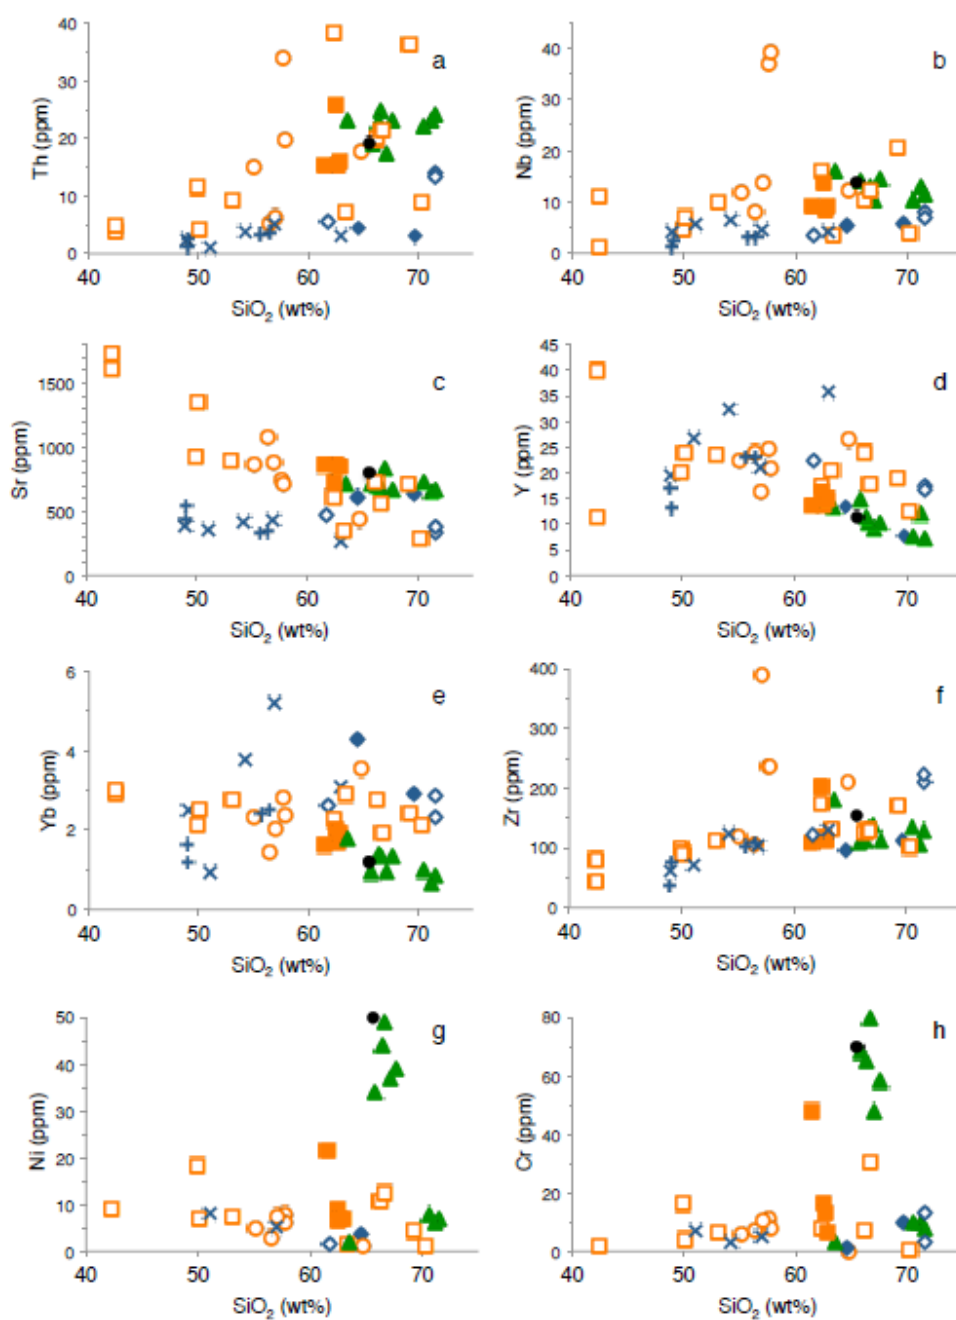 40
30
20
10
0
Th (ppm)
a
40 50 60 70
SiO₂ (wt%)
40
30
20
10
0
Nb (ppm)
b
40 50 60 70
SiO₂ (wt%)
1500
1000
500
0
Sr (ppm)
c
40 50 60 70
SiO₂ (wt%)
45
40
35
30
25
20
15
10
5
0
Y (ppm)
d
40 50 60 70
SiO₂ (wt%)
6
4
2
0
Yb (ppm)
e
40 50 60 70
SiO₂ (wt%)
400
300
200
100
0
Zr (ppm)
f
40 50 60 70
SiO₂ (wt%)
50
40
30
20
10
0
Ni (ppm)
g
40 50 60 70
SiO₂ (wt%)
80
60
40
20
0
Cr (ppm)
h
40 50 60 70
SiO₂ (wt%)